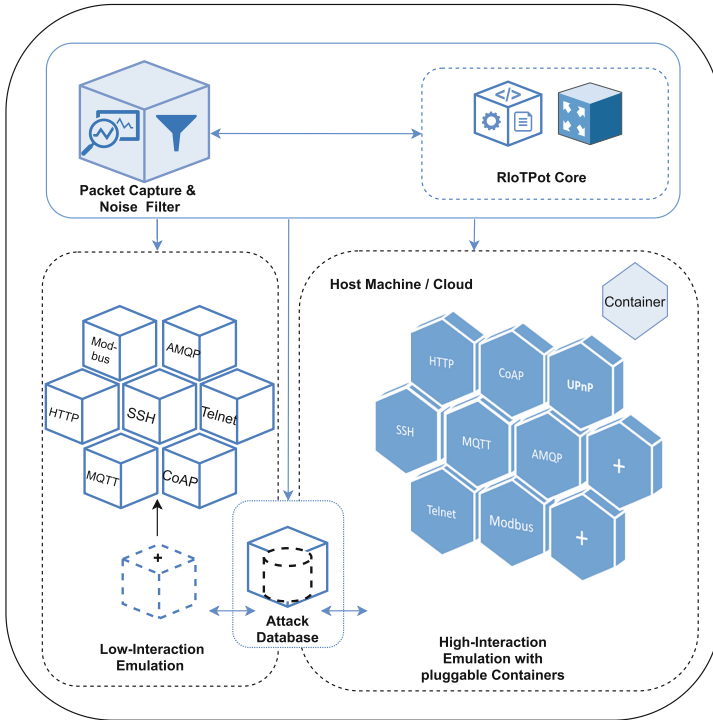 </>
Packet Capture &
Noise Filter
RIoTPot Core
Host Machine / Cloud
Container
Mod-
bus
AMQP
HTTP
SSH
Telnet
MQTT
CoAP
+
Low-Interaction
Emulation
Attack
Database
HTTP
CoAP
UPnP
SSH
MQTT
AMQP
+
Telnet
Modbus
+
High-Interaction
Emulation with
pluggable Containers